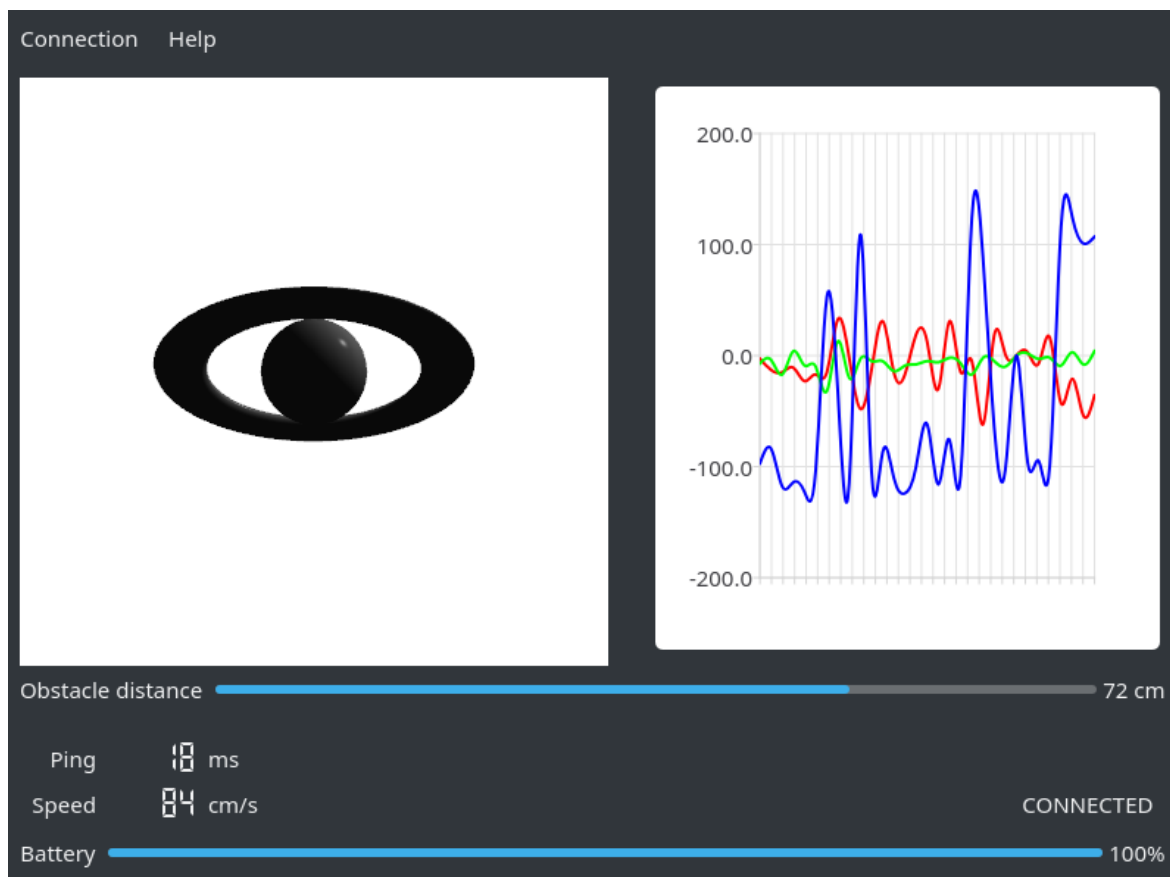 Connection Help
200.0
100.0
0.0
-100.0
-200.0
Obstacle distance 72 cm
Ping 18 ms
Speed 84 cm/s
CONNECTED
Battery 100%